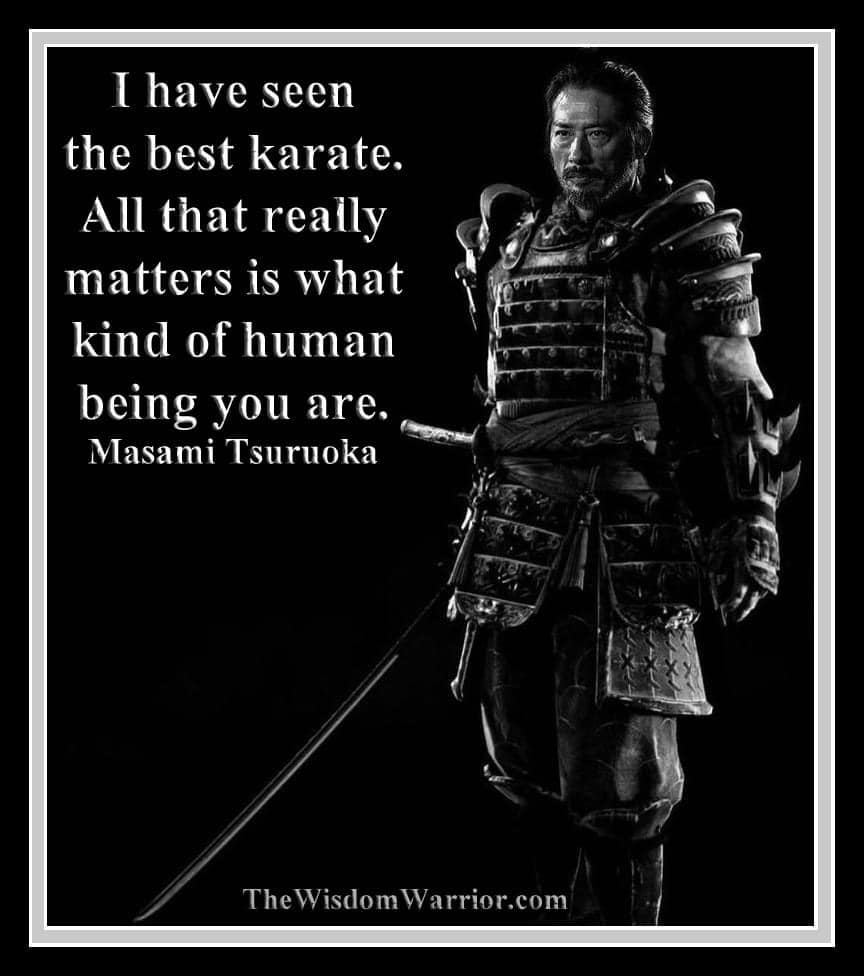 I have seen
the best karate.
All that really
matters is what
kind of human
being you are.
Masami Tsuruoka
TheWisdomWarrior.com